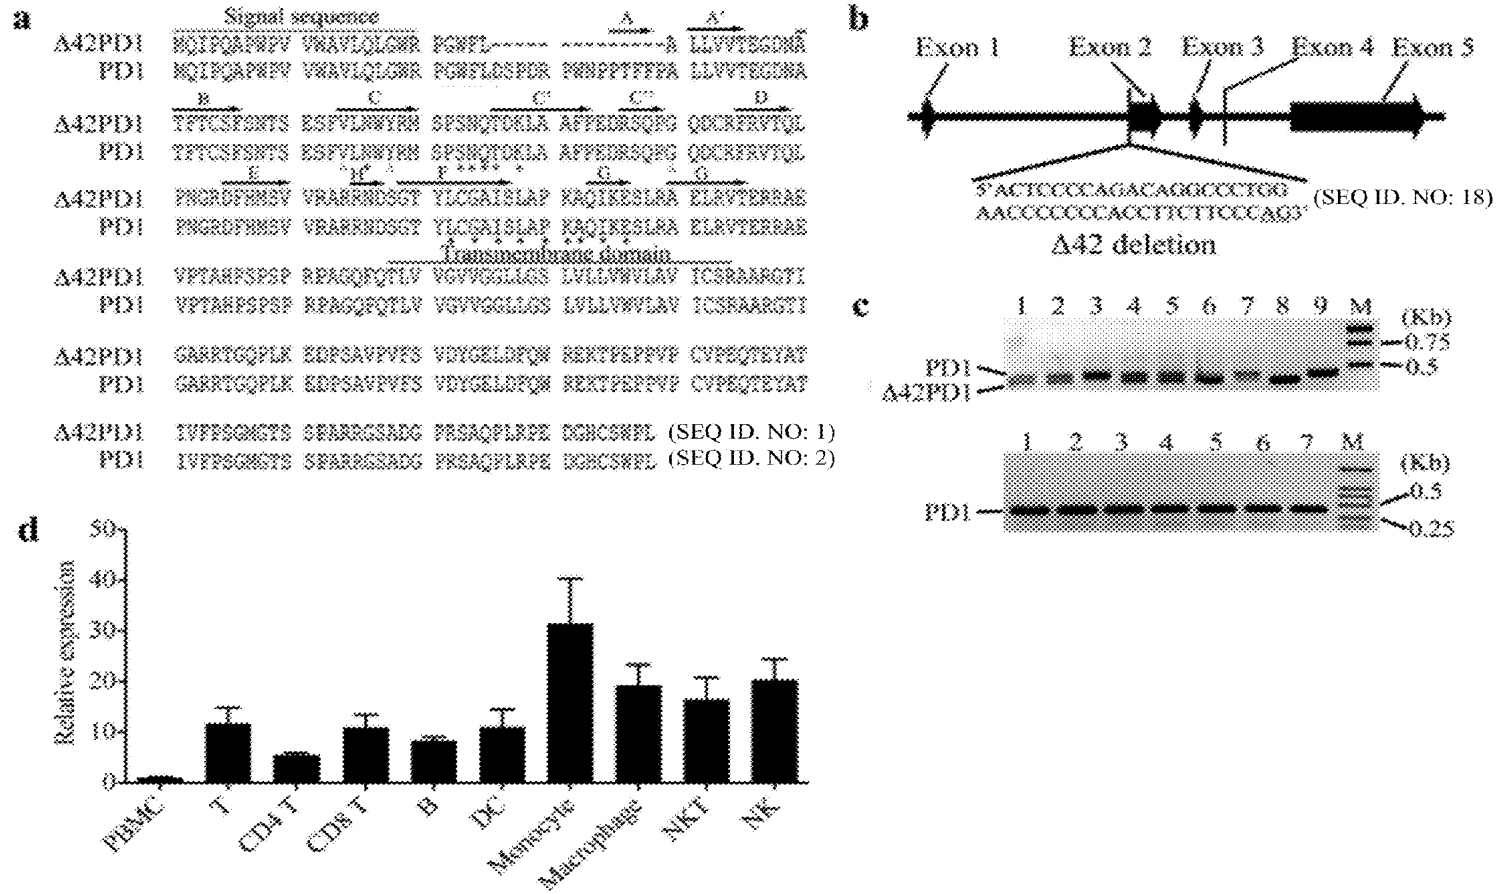 a
Signal sequence A A'
Δ42PD1 MQIPQAPWPV VWAVLQLGWR PGWFL----- ---------A LLVVTEGDNA
PD1 MQIPQAPWPV VWAVLQLGWR PGWFLDSPDR PWNPPTFFPA LLVVTEGDNA
B C C' C'' D
Δ42PD1 TFTCSFSNTS ESFVLNWYRM SPSNQTDKLA AFPEDRSQPG QDCRFRVTQL
PD1 TFTCSFSNTS ESFVLNWYRM SPSNQTDKLA AFPEDRSQPG QDCRFRVTQL
E H F G G
Δ42PD1 PNGRDFHMSV VRARRNDSGT YLCGAISLAP KAQIKESLRA ELRVTERRAE
PD1 PNGRDFHMSV VRARRNDSGT YLCGAISLAP KAQIKESLRA ELRVTERRAE
Transmembrane domain
Δ42PD1 VPTAHPSPSP RPAGQFQTLV VGVVGGLLGS LVLLVWVLAV ICSRAARGTI
PD1 VPTAHPSPSP RPAGQFQTLV VGVVGGLLGS LVLLVWVLAV ICSRAARGTI
Δ42PD1 GARRTGQPLK EDPSAVPVFS VDYGELDFQW REKTPEPPVP CVPEQTEYAT
PD1 GARRTGQPLK EDPSAVPVFS VDYGELDFQW REKTPEPPVP CVPEQTEYAT
Δ42PD1 IVFPSGMGTS SPARRGSADG PRSAQPLRPE DGHCSWPL (SEQ ID. NO: 1)
PD1 IVFPSGMGTS SPARRGSADG PRSAQPLRPE DGHCSWPL (SEQ ID. NO: 2)
b
Exon 1 Exon 2 Exon 3 Exon 4 Exon 5
5'ACTCCCCAGACAGGCCCTGG
AACCCCCCCACCTTCTTCCCAG3' (SEQ ID. NO: 18)
Δ42 deletion
c
1 2 3 4 5 6 7 8 9 M
(Kb)
0.75
0.5
PD1
Δ42PD1
1 2 3 4 5 6 7 M
(Kb)
0.5
0.25
PD1
d
Relative expression
50
40
30
20
10
0
PBMC T CD4 T CD8 T B DC Monocyte Macrophage NKT NK